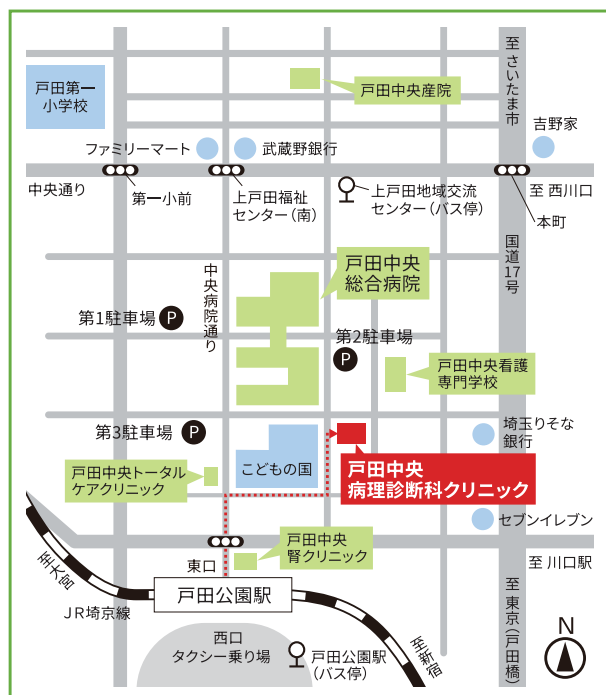 戸田第一
小学校
戸田中央産院
至さいたま市
吉野家
ファミリーマート
武蔵野銀行
中央通り
第一小前
上戸田福祉
センター(南)
上戸田地域交流
センター(バス停)
至 西川口
本町
国道17号
中央病院通り
戸田中央
総合病院
第1駐車場
P
第2駐車場
P
戸田中央看護
専門学校
第3駐車場
P
こどもの国
埼玉りそな
銀行
戸田中央
病理診断科クリニック
戸田中央トータル
ケアクリニック
セブンイレブン
東口
戸田中央
腎クリニック
至 川口駅
至大宮
JR埼京線
戸田公園駅
至東京(戸田橋)
N
西口
タクシー乗り場
戸田公園駅
(バス停)
至新宿